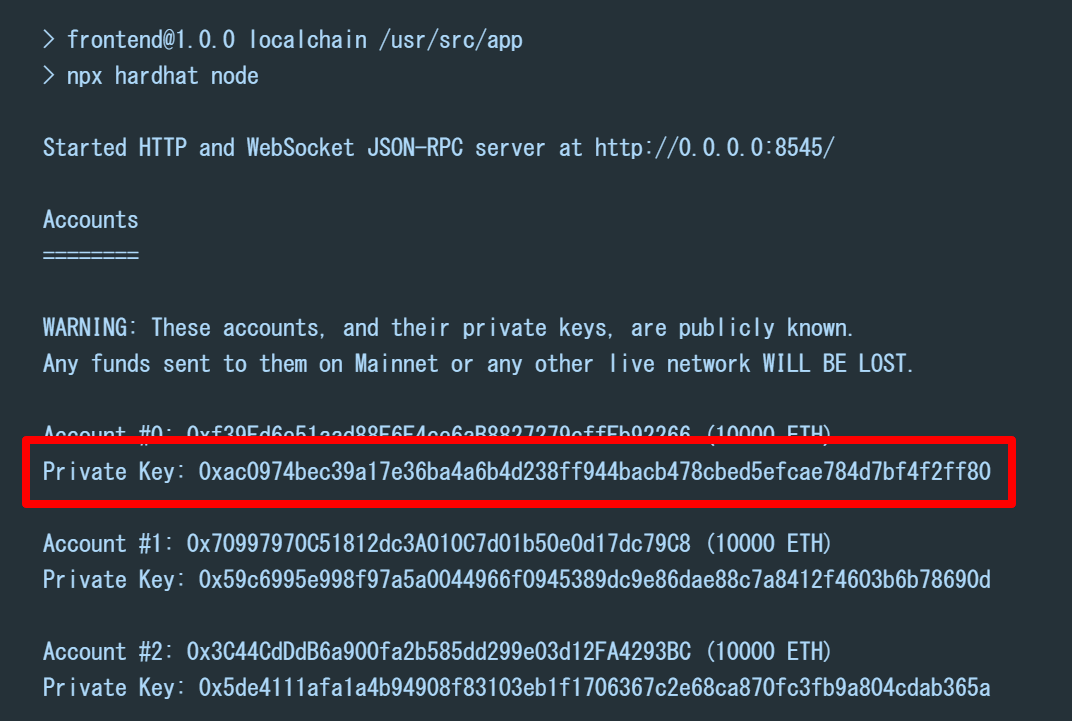 > frontend@1.0.0 localchain /usr/src/app
> npx hardhat node
Started HTTP and WebSocket JSON-RPC server at http://0.0.0.0:8545/
Accounts
========
WARNING: These accounts, and their private keys, are publicly known.
Any funds sent to them on Mainnet or any other live network WILL BE LOST.
Account #0: 0xf39Fd6e51aad88F6F4ce6aB8827279cffFb92266 (10000 ETH)
Private Key: 0xac0974bec39a17e36ba4a6b4d238ff944bacb478cbed5efcae784d7bf4f2ff80
Account #1: 0x70997970C51812dc3A010C7d01b50e0d17dc79C8 (10000 ETH)
Private Key: 0x59c6995e998f97a5a0044966f0945389dc9e86dae88c7a8412f4603b6b78690d
Account #2: 0x3C44CdDdB6a900fa2b585dd299e03d12FA4293BC (10000 ETH)
Private Key: 0x5de4111afa1a4b94908f83103eb1f1706367c2e68ca870fc3fb9a804cdab365a